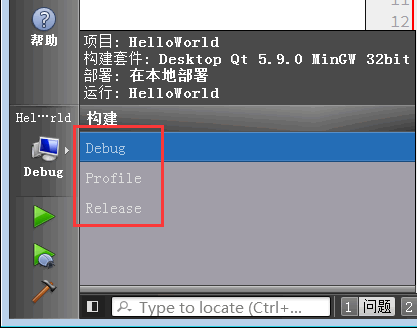 11
12
帮助
项目: HelloWorld
构建套件: Desktop Qt 5.9.0 MinGW 32bit
部署: 在本地部署
运行: HelloWorld
Hel···rld
Debug
构建
Debug
Profile
Release
Type to locate (Ctrl+...
1 问题 2